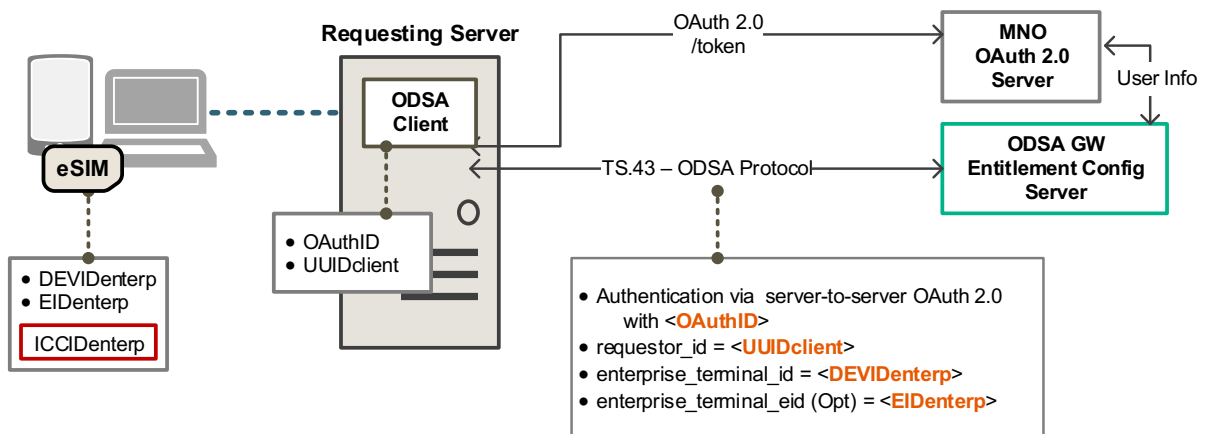 Requesting Server
OAuth 2.0
/token
MNO
OAuth 2.0
Server
User Info
ODSA
Client
eSIM
TS.43 – ODSA Protocol
ODSA GW
Entitlement Config
Server
• OAuthID
• UUIDclient
• DEVIDenterp
• EIDenterp
ICCIDenterp
• Authentication via server-to-server OAuth 2.0
with <OAuthID>
• requestor_id = <UUIDclient>
• enterprise_terminal_id = <DEVIDenterp>
• enterprise_terminal_eid (Opt) = <EIDenterp>